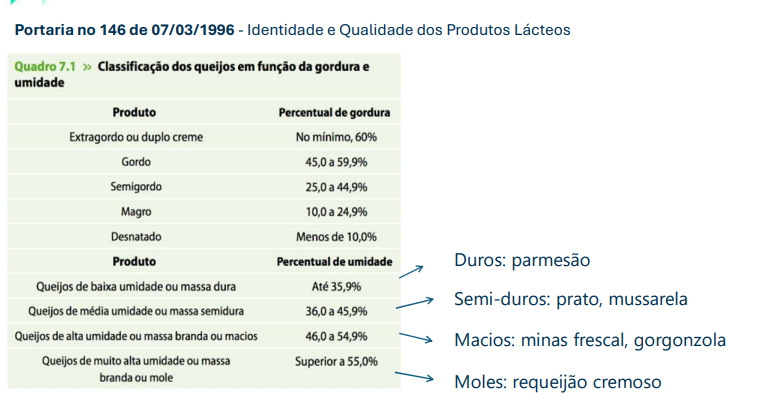 Portaria no 146 de 07/03/1996 - Identidade e Qualidade dos Produtos Lácteos
Quadro 7.1 » Classificação dos queijos em função da gordura e
umidade
Produto Percentual de gordura
Extragordo ou duplo creme No mínimo, 60%
Gordo 45,0 a 59,9%
Semigordo 25,0 a 44,9%
Magro 10,0 a 24,9%
Desnatado Menos de 10,0%
Produto Percentual de umidade
Queijos de baixa umidade ou massa dura Até 35,9%
Queijos de média umidade ou massa semidura 36,0 a 45,9%
Queijos de alta umidade ou massa branda ou macios 46,0 a 54,9%
Queijos de muito alta umidade ou massa Superior a 55,0%
branda ou mole
Duros: parmesão
Semi-duros: prato, mussarela
Macios: minas frescal, gorgonzola
Moles: requeijão cremoso